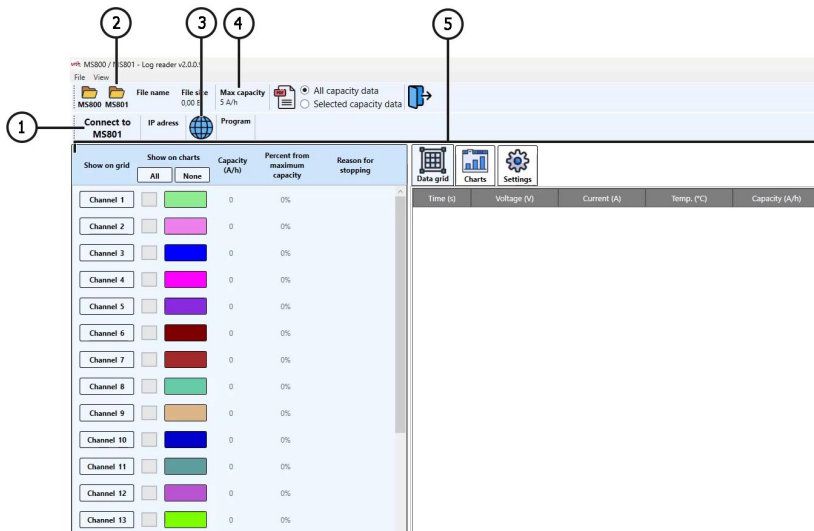 2 3 4 5
MS800 / MS801 - Log reader v2.0.0.
File View
File name File size Max capacity All capacity data
MS800 MS801 0,00 B 5 A/h Selected capacity data
1 Connect to MS801 IP adress Program
Show on grid Show on charts Capacity (A/h) Percent from maximum capacity Reason for stopping
All None
Data grid Charts Settings
Time (s) Voltage (V) Current (A) Temp. (°C) Capacity (A/h)
Channel 1 0 0%
Channel 2 0 0%
Channel 3 0 0%
Channel 4 0 0%
Channel 5 0 0%
Channel 6 0 0%
Channel 7 0 0%
Channel 8 0 0%
Channel 9 0 0%
Channel 10 0 0%
Channel 11 0 0%
Channel 12 0 0%
Channel 13 0 0%